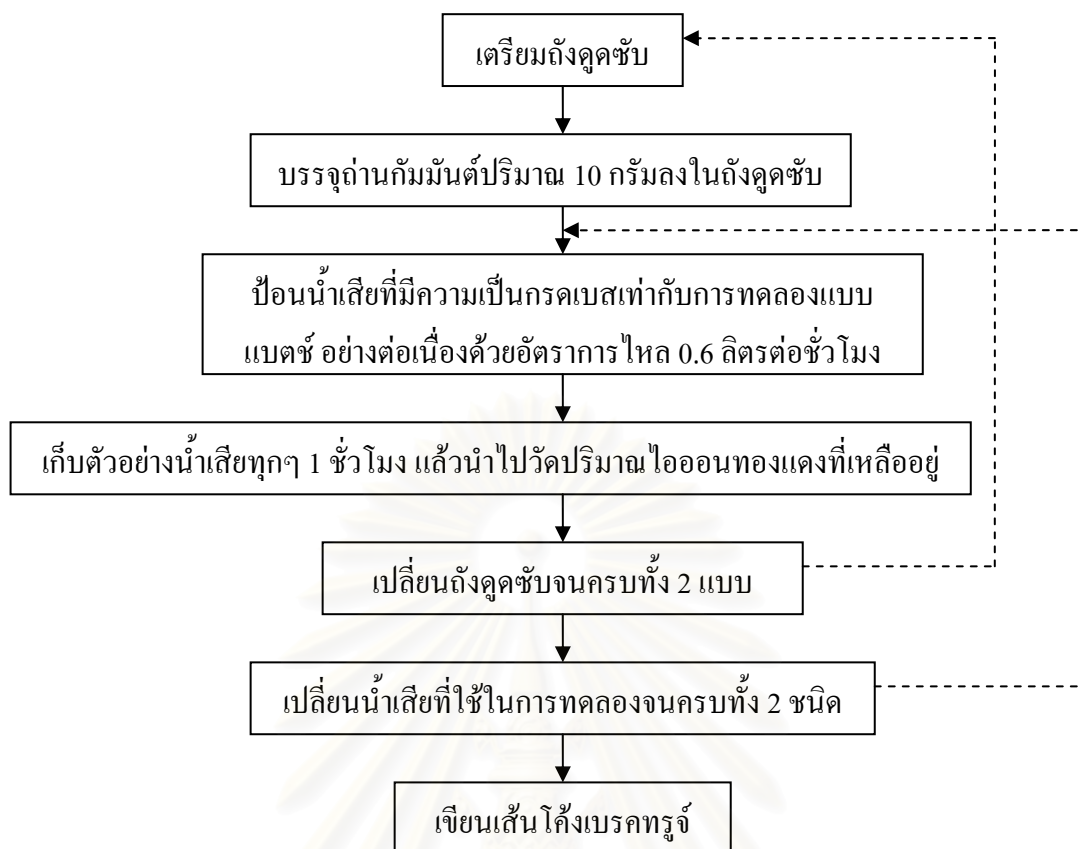 เตรียมถังดูดซับ
บรรจุถ่านกัมมันต์ปริมาณ 10 กรัมลงในถังดูดซับ
ป้อนน้ำเสียที่มีความเป็นกรดเบสเท่ากับการทดลองแบบ
แบตช์ อย่างต่อเนื่องด้วยอัตราการไหล 0.6 ลิตรต่อชั่วโมง
เก็บตัวอย่างน้ำเสียทุกๆ 1 ชั่วโมง แล้วนำไปวัดปริมาณไอออนทองแดงที่เหลืออยู่
เปลี่ยนถังดูดซับจนครบทั้ง 2 แบบ
เปลี่ยนน้ำเสียที่ใช้ในการทดลองจนครบทั้ง 2 ชนิด
เขียนเส้นโค้งเบรคทรูจ์